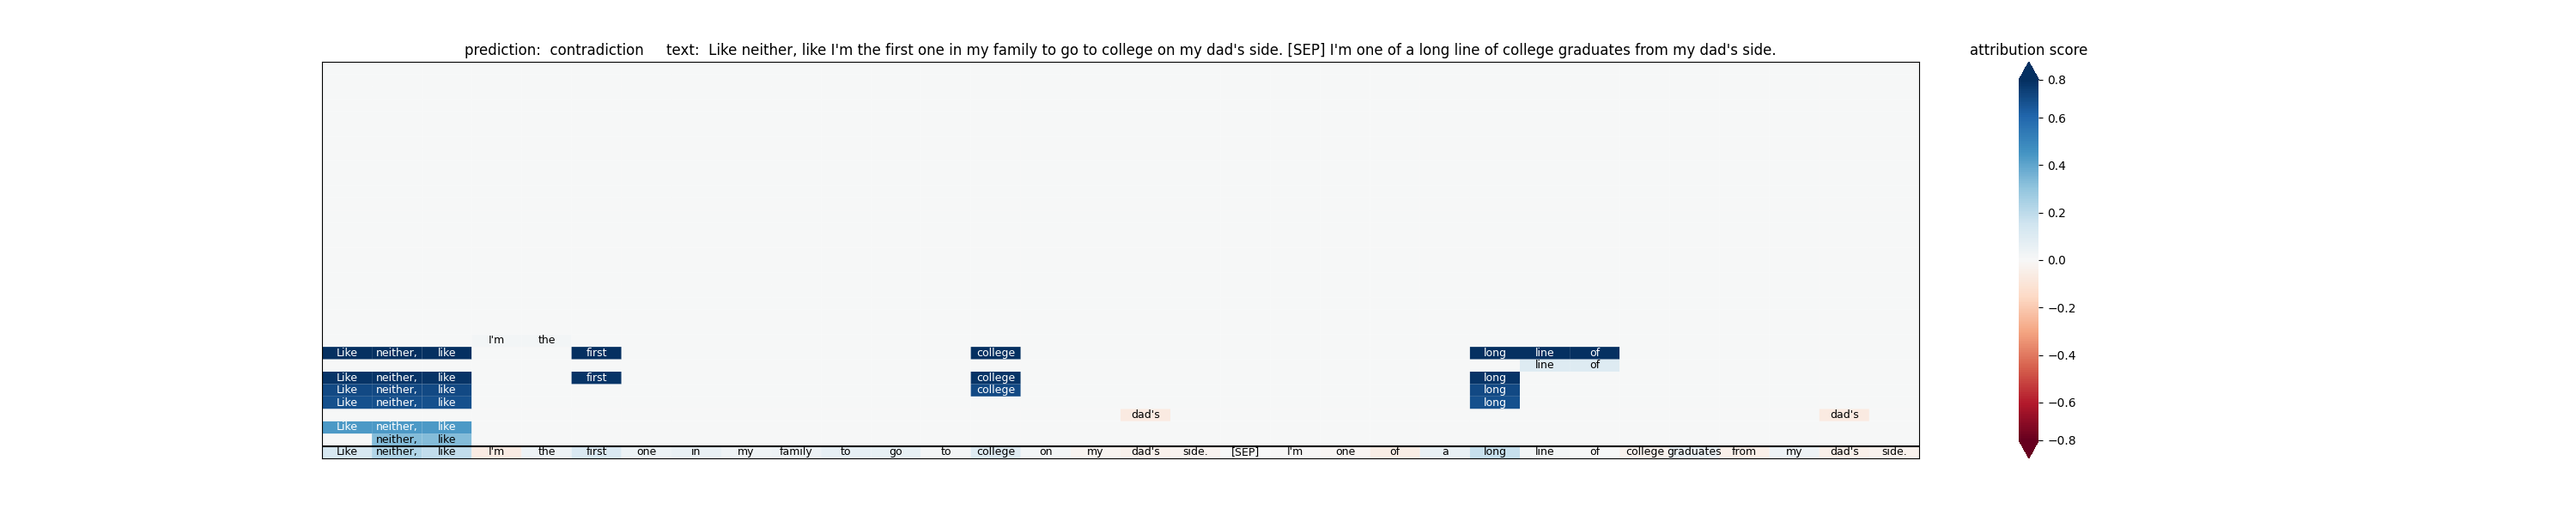 prediction:  contradiction     text:  Like neither, like I'm the first one in my family to go to college on my dad's side. [SEP] I'm one of a long line of college graduates from my dad's side.
attribution score
0.8
0.6
0.4
0.2
0.0
−0.2
−0.4
−0.6
−0.8
I'm the
Like neither, like first college long line of
line of
Like neither, like first college long
Like neither, like college long
Like neither, like long
dad's dad's
Like neither, like
neither, like
Like neither, like I'm the first one in my family to go to college on my dad's side. [SEP] I'm one of a long line of college graduates from my dad's side.